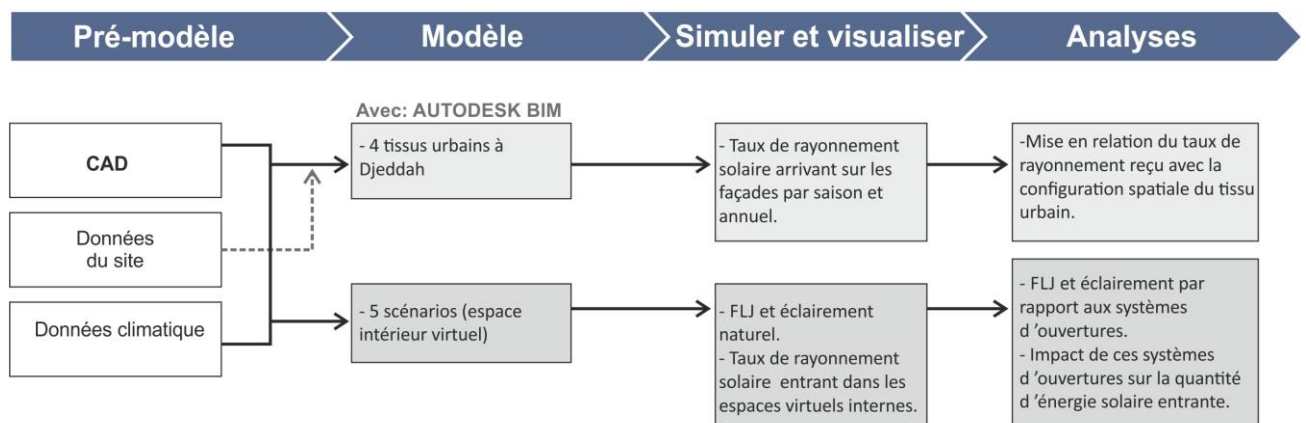 Pré-modèle
Modèle
Simuler et visualiser
Analyses
CAD
Données
du site
Données climatique
Avec: AUTODESK BIM
- 4 tissus urbains à
Djeddah
- Taux de rayonnement
solaire arrivant sur les
façades par saison et
annuel.
-Mise en relation du taux de
rayonnement reçu avec la
configuration spatiale du tissu
urbain.
- 5 scénarios (espace
intérieur virtuel)
- FLJ et éclairement
naturel.
- Taux de rayonnement
solaire entrant dans les
espaces virtuels internes.
- FLJ et éclairement par
rapport aux systèmes
d 'ouvertures.
- Impact de ces systèmes
d 'ouvertures sur la quantité
d 'énergie solaire entrante.